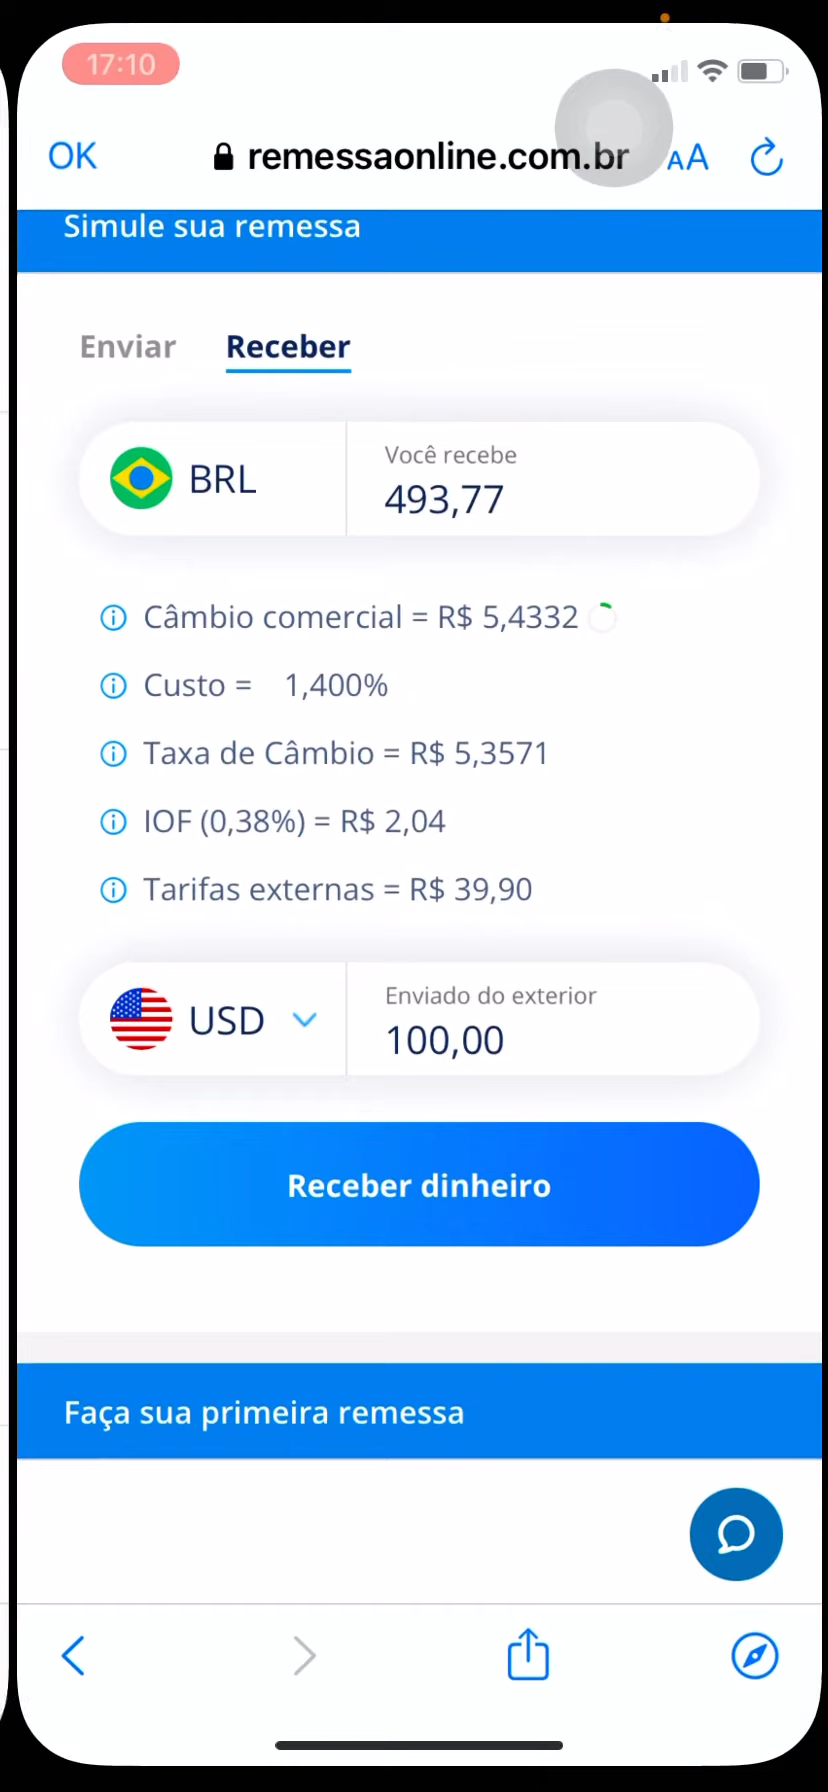 17:10
OK
remessaonline.com.br
AA
Simule sua remessa
Enviar Receber
BRL
Você recebe
493,77
Câmbio comercial = R$ 5,4332
Custo = 1,400%
Taxa de Câmbio = R$ 5,3571
IOF (0,38%) = R$ 2,04
Tarifas externas = R$ 39,90
USD
Enviado do exterior
100,00
Receber dinheiro
Faça sua primeira remessa